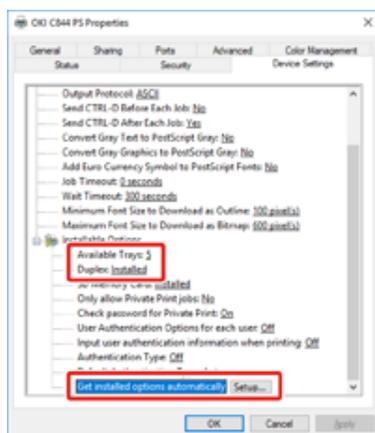 OKI C844 PS Properties
General Sharing Ports Advanced Color Management
Status Security Device Settings
Output Protocol: ASCII
Send CTRL-D Before Each Job: No
Send CTRL-D After Each Job: Yes
Convert Gray Text to PostScript Gray: No
Convert Gray Graphics to PostScript Gray: No
Add Euro Currency Symbol to PostScript Fonts: No
Job Timeout: 0 seconds
Wait Timeout: 300 seconds
Minimum Font Size to Download as Outline: 100 pixel(s)
Maximum Font Size to Download as Bitmap: 600 pixel(s)
Installable Options
Available Trays: 5
Duplex: Installed
SD Memory Card: Installed
Only allow Private Print jobs: No
Check password for Private Print: On
User Authentication Options for each user: Off
Input user authentication information when printing: Off
Authentication Type: Off
Get installed options automatically Setup...
OK Cancel Apply